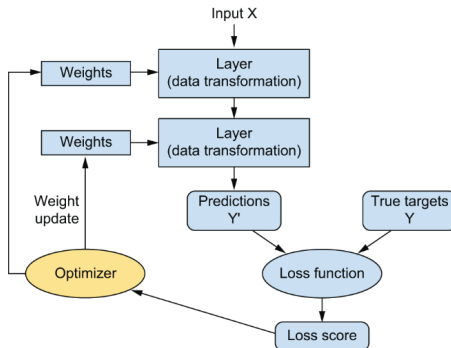 Input X
Weights
Layer
(data transformation)
Weights
Layer
(data transformation)
Weight
update
Predictions
Y'
True targets
Y
Optimizer
Loss function
Loss score